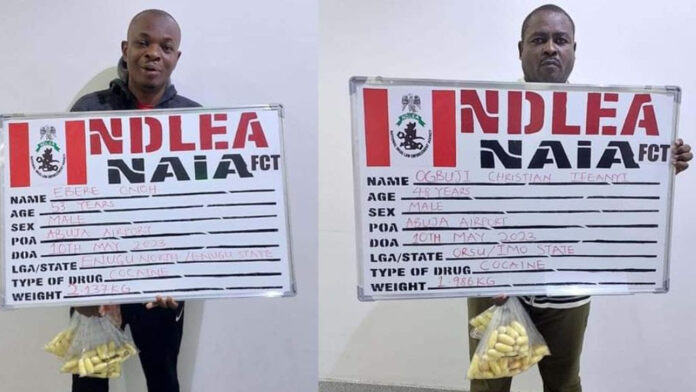 NDLEA
NAIA FCT
NAME EBERE ONOH
AGE 53 YEARS
SEX MALE
POA ABUJA AIRPORT
DOA 10TH MAY 2023
LGA/STATE ENUGU NORTH/ENUGU STATE
TYPE OF DRUG COCAINE
WEIGHT 2.137KG
NDLEA
NAIA FCT
NAME OGBUJI CHRISTIAN IFEANYI
AGE 48 YEARS
SEX MALE
POA ABUJA AIRPORT
DOA 10TH MAY 2023
LGA/STATE ORSU/IMO STATE
TYPE OF DRUG COCAINE
WEIGHT 1.986KG